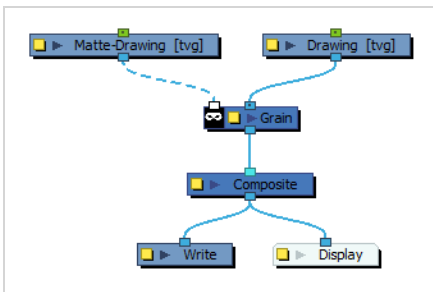 Matte-Drawing [tvg]
Drawing [tvg]
Grain
Composite
Write
Display